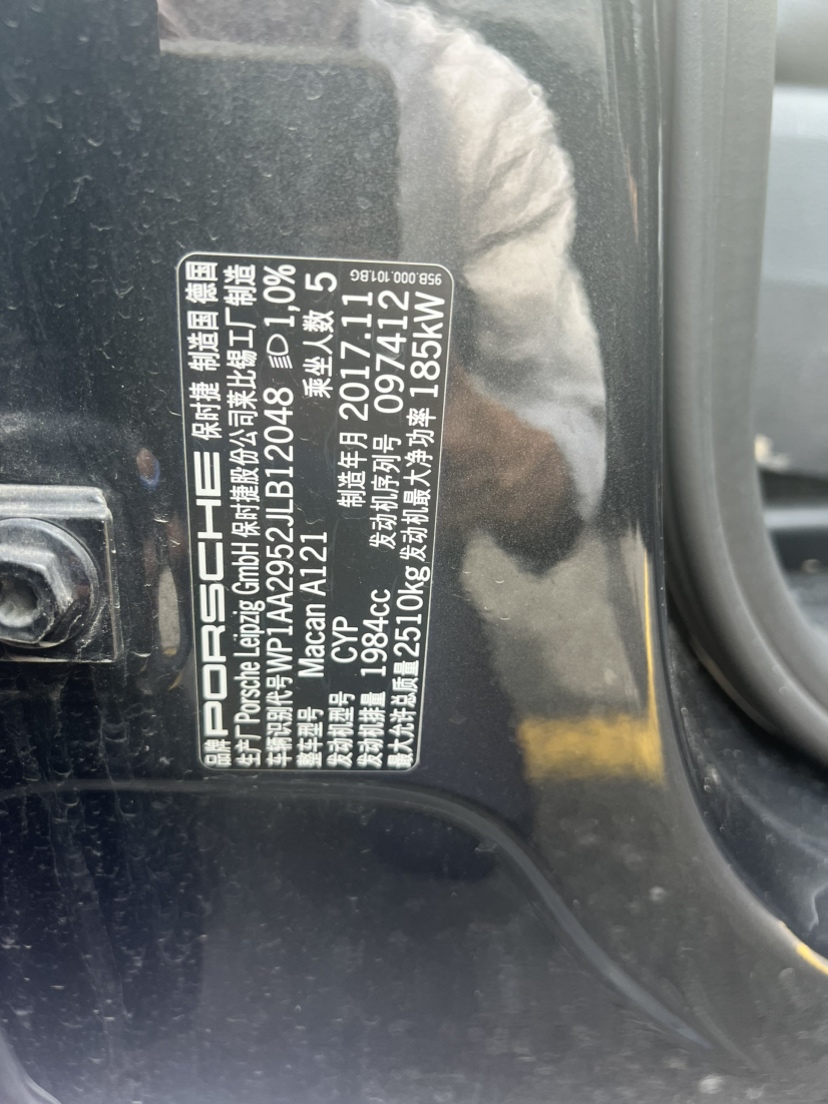 品牌 PORSCHE 保时捷 制造国 德国
生产厂 Porsche Leipzig GmbH 保时捷股份公司莱比锡工厂制造
车辆识别代号 WP1AA2952JLB12048 1,0%
整车型号 Macan A121 乘坐人数 5
发动机型号 CYP 制造年月 2017.11
发动机排量 1984cc 发动机序列号 097412
最大允许总质量 2510kg 发动机最大净功率 185kW
95B.000.101.BG